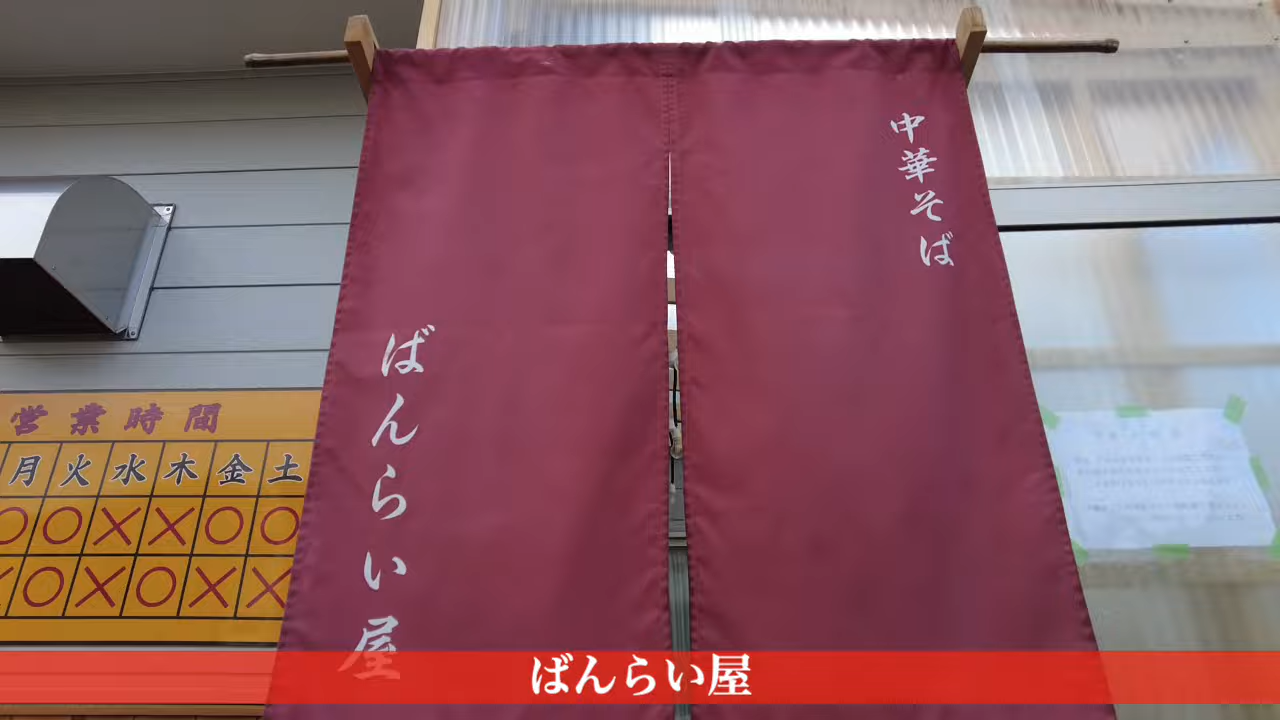 中華そば
ばんらい屋
営業時間
月 火 水 木 金 土
〇 〇 × × 〇 〇
× 〇 × 〇 × ×
ばんらい屋